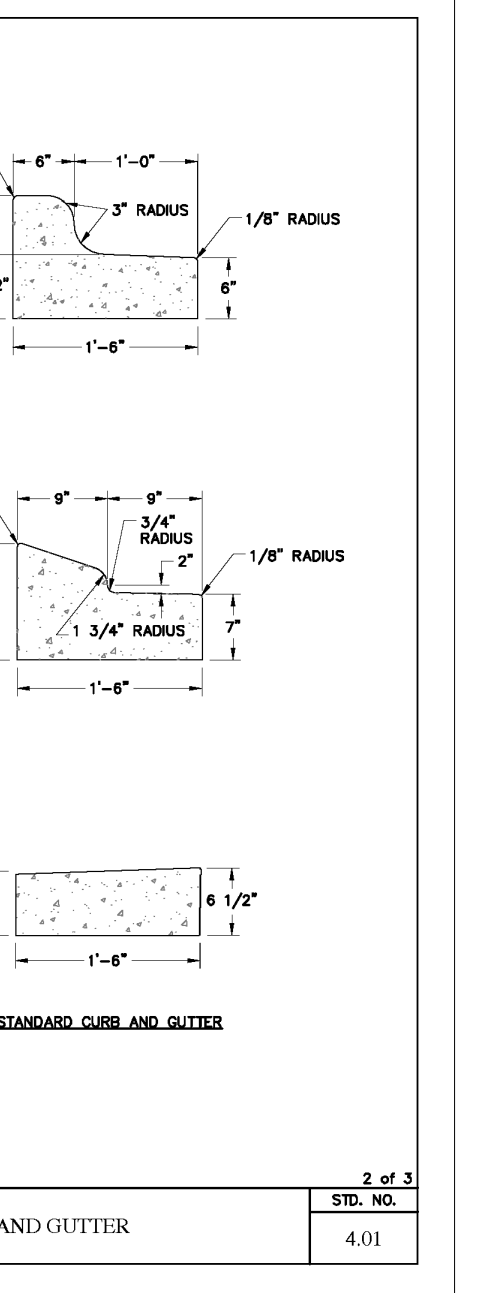 6" 1'-0"
3" RADIUS
1/8" RADIUS
2"
6"
1'-6"
9" 9"
3/4"
RADIUS
2"
1/8" RADIUS
1 3/4" RADIUS
7"
1'-6"
6 1/2"
1'-6"
STANDARD CURB AND GUTTER
2 of 3
STD. NO.
AND GUTTER
4.01